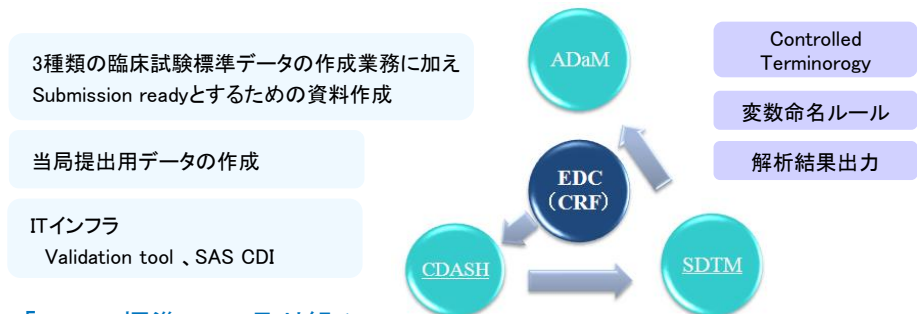 3種類の臨床試験標準データの作成業務に加え
Submission readyとするための資料作成
当局提出用データの作成
ITインフラ
Validation tool 、SAS CDI
ADaM
EDC
(CRF)
CDASH
SDTM
Controlled
Terminorogy
変数命名ルール
解析結果出力